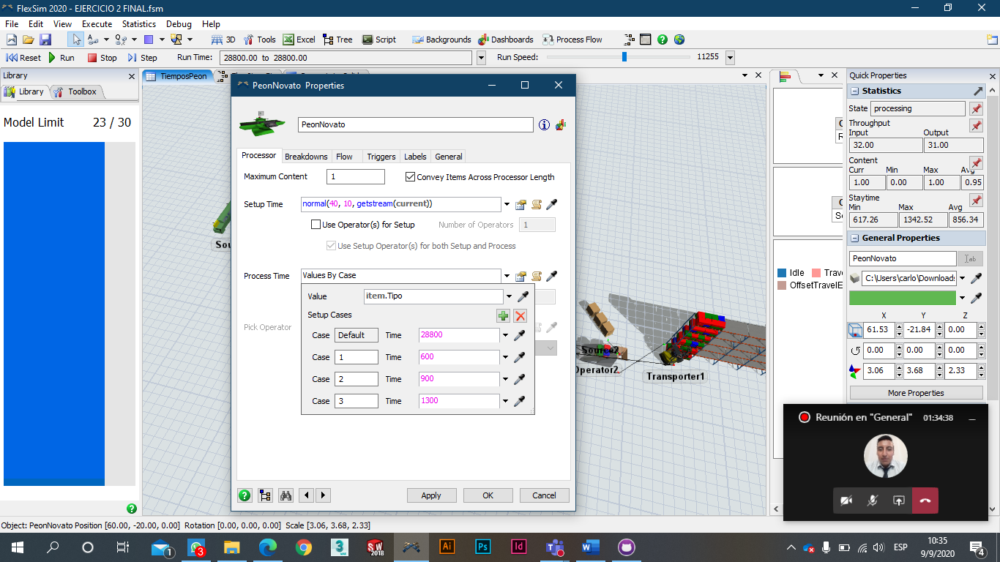 FlexSim 2020 - EJERCICIO 2 FINAL.fsm
File Edit View Execute Statistics Debug Help
3D Tools Excel Tree Script Backgrounds Dashboards Process Flow
Reset Run Stop Step Run Time: 28800.00 to 28800.00 Run Speed: 11255
Library
Library Toolbox
Model Limit 23 / 30
TiemposPeon
PeonNovato Properties
PeonNovato
Processor Breakdowns Flow Triggers Labels General
Maximum Content 1 Convey Items Across Processor Length
Setup Time normal(40, 10, getstream(current))
Use Operator(s) for Setup Number of Operators 1
Use Setup Operator(s) for both Setup and Process
Process Time Values By Case
Value item.Tipo
Setup Cases
Pick Operator
Case Default Time 28800
Case 1 Time 600
Case 2 Time 900
Case 3 Time 1300
Apply OK Cancel
Source2
Operator2
Transporter1
Idle
Quick Properties
Statistics
State processing
Throughput
Input Output
32.00 31.00
Content
Curr Min Max Avg
1.00 0.00 1.00 0.95
Staytime
Min Max Avg
617.26 1342.52 856.34
General Properties
PeonNovato
C:\Users\carlo\Downloads
X Y Z
61.53 -21.84 0.00
0.00 0.00 0.00
3.06 3.68 2.33
More Properties
Reunión en "General" 01:34:38
Object: PeonNovato Position [60.00, -20.00, 0.00] Rotation [0.00, 0.00, 0.00] Scale [3.06, 3.68, 2.33]
1 3 3 SW 2018 Ai Ps Id ESP 10:35
9/9/2020 4